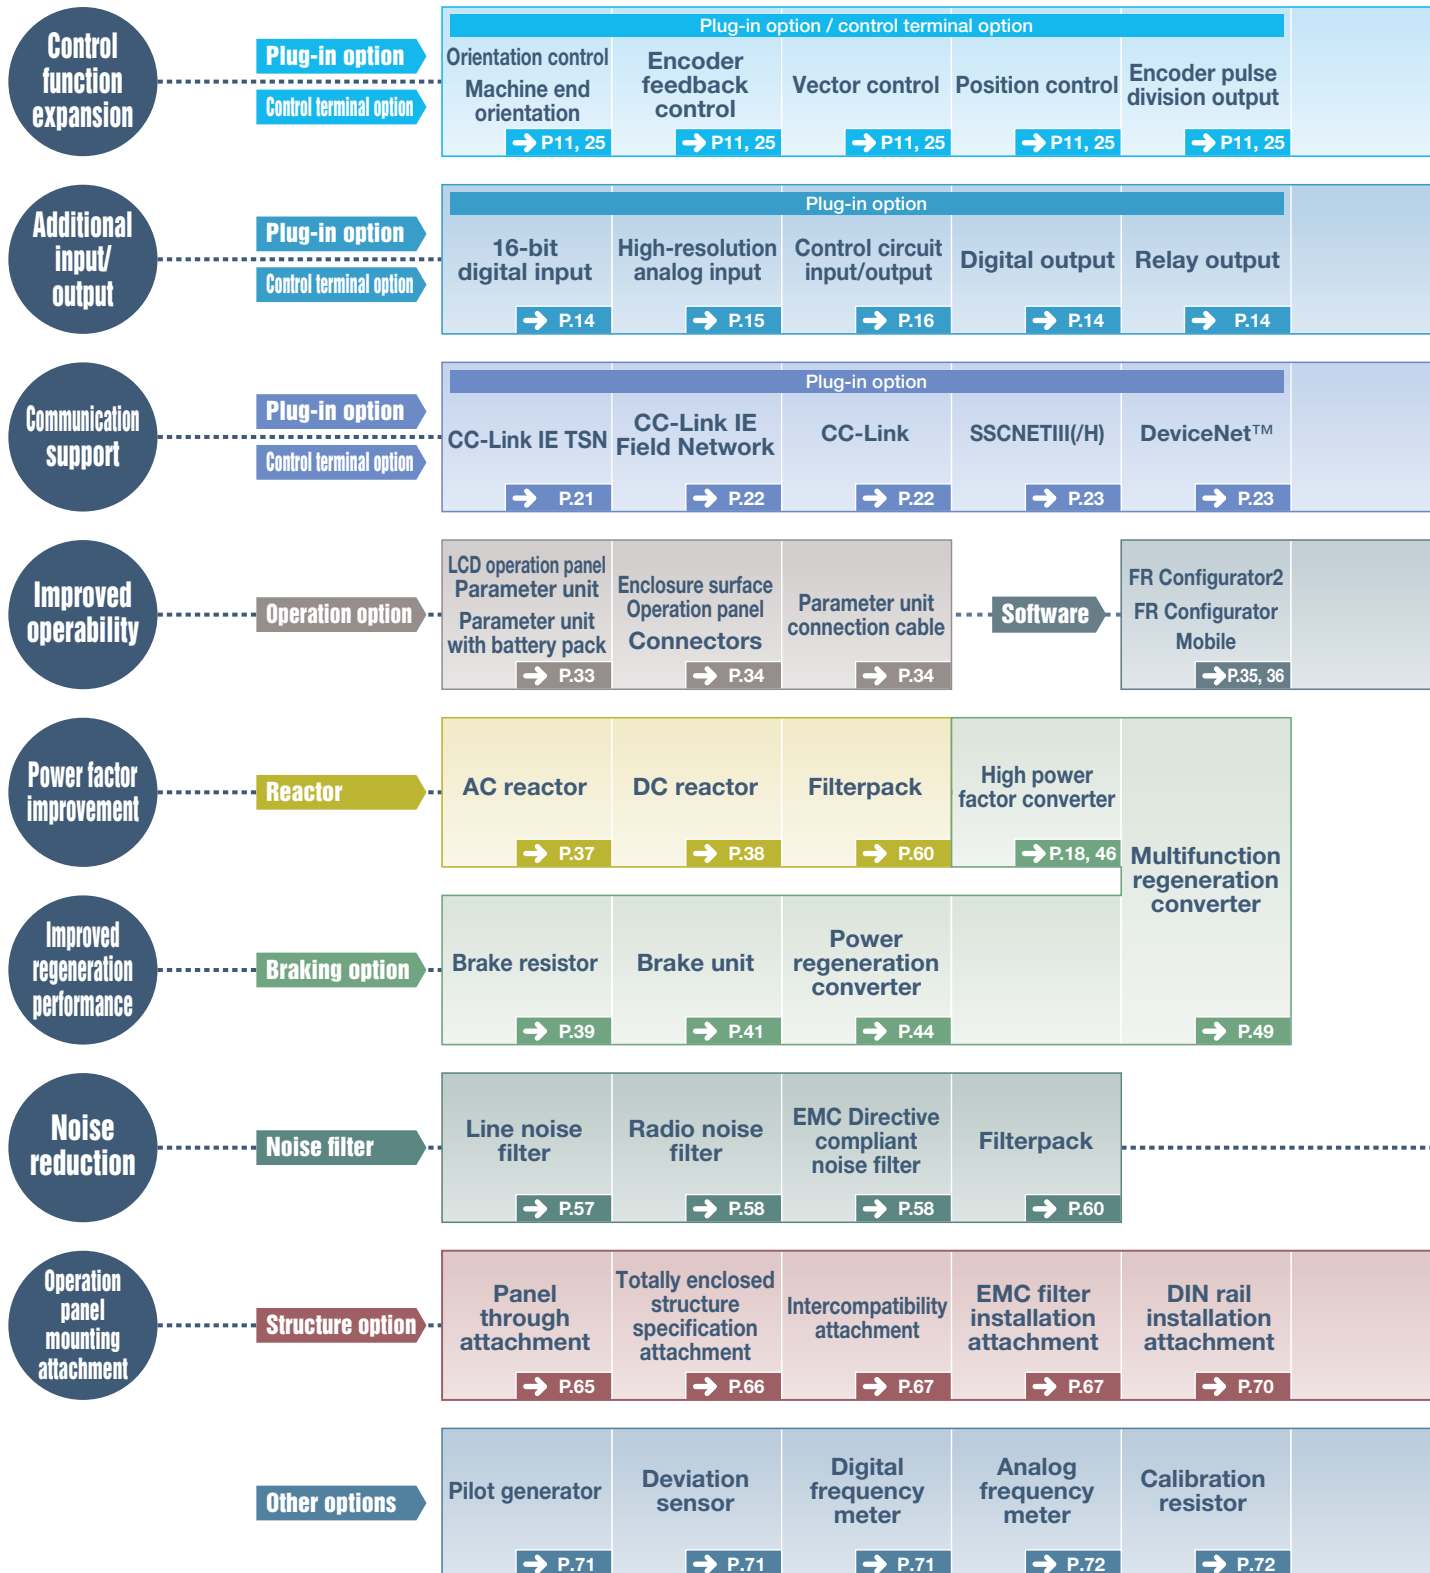 Control
function
expansion
Plug-in option
Control terminal option
Plug-in option / control terminal option
Orientation control
Machine end
orientation
→ P11, 25
Encoder
feedback
control
→ P11, 25
Vector control
→ P11, 25
Position control
→ P11, 25
Encoder pulse
division output
→ P11, 25
Additional
input/
output
Plug-in option
Control terminal option
Plug-in option
16-bit
digital input
→ P.14
High-resolution
analog input
→ P.15
Control circuit
input/output
→ P.16
Digital output
→ P.14
Relay output
→ P.14
Communication
support
Plug-in option
Control terminal option
Plug-in option
CC-Link IE TSN
→ P.21
CC-Link IE
Field Network
→ P.22
CC-Link
→ P.22
SSCNETIII(/H)
→ P.23
DeviceNet™
→ P.23
Improved
operability
Operation option
LCD operation panel
Parameter unit
Parameter unit
with battery pack
→ P.33
Enclosure surface
Operation panel
Connectors
→ P.34
Parameter unit
connection cable
→ P.34
Software
FR Configurator2
FR Configurator
Mobile
→ P.35, 36
Power factor
improvement
Reactor
AC reactor
→ P.37
DC reactor
→ P.38
Filterpack
→ P.60
High power
factor converter
→ P.18, 46
Multifunction
regeneration
converter
→ P.49
Improved
regeneration
performance
Braking option
Brake resistor
→ P.39
Brake unit
→ P.41
Power
regeneration
converter
→ P.44
Noise
reduction
Noise filter
Line noise
filter
→ P.57
Radio noise
filter
→ P.58
EMC Directive
compliant
noise filter
→ P.58
Filterpack
→ P.60
Operation
panel
mounting
attachment
Structure option
Panel
through
attachment
→ P.65
Totally enclosed
structure
specification
attachment
→ P.66
Intercompatibility
attachment
→ P.67
EMC filter
installation
attachment
→ P.67
DIN rail
installation
attachment
→ P.70
Other options
Pilot generator
→ P.71
Deviation
sensor
→ P.71
Digital
frequency
meter
→ P.71
Analog
frequency
meter
→ P.72
Calibration
resistor
→ P.72